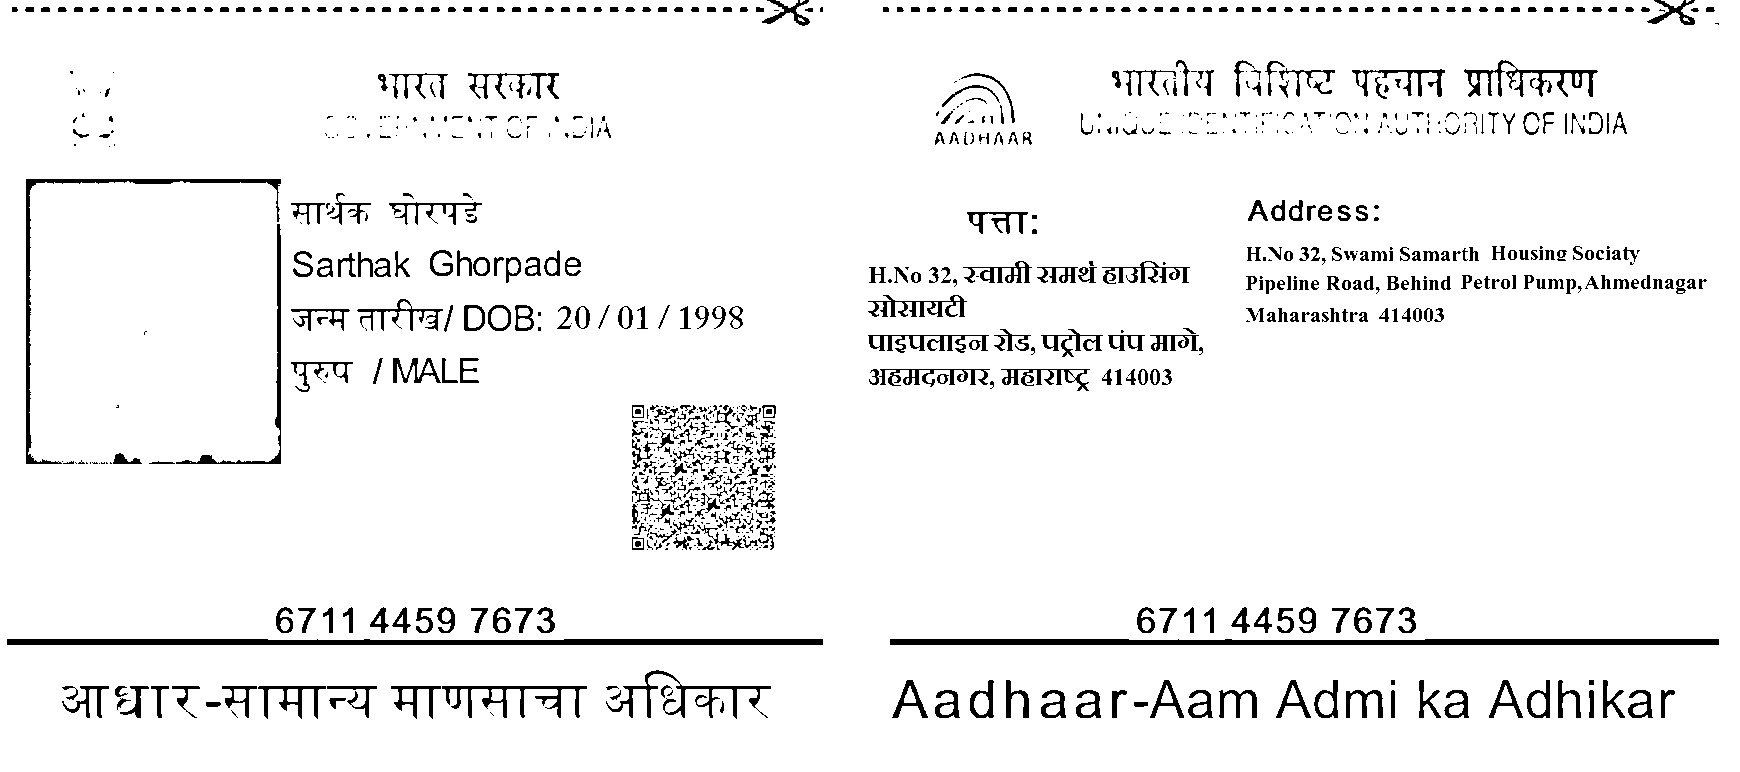 भारत सरकार
GOVERNMENT OF INDIA
सार्थक घोरपडे
Sarthak Ghorpade
जन्म तारीख/ DOB: 20 / 01 / 1998
पुरुष / MALE
6711 4459 7673
आधार-सामान्य माणसाचा अधिकार
भारतीय विशिष्ट पहचान प्राधिकरण
UNIQUE IDENTIFICATION AUTHORITY OF INDIA
AADHAAR
पत्ता:
H.No 32, स्वामी समर्थ हाउसिंग
सोसायटी
पाइपलाइन रोड, पट्रोल पंप मागे,
अहमदनगर, महाराष्ट्र 414003
Address:
H.No 32, Swami Samarth Housing Sociaty
Pipeline Road, Behind Petrol Pump, Ahmednagar
Maharashtra 414003
6711 4459 7673
Aadhaar-Aam Admi ka Adhikar